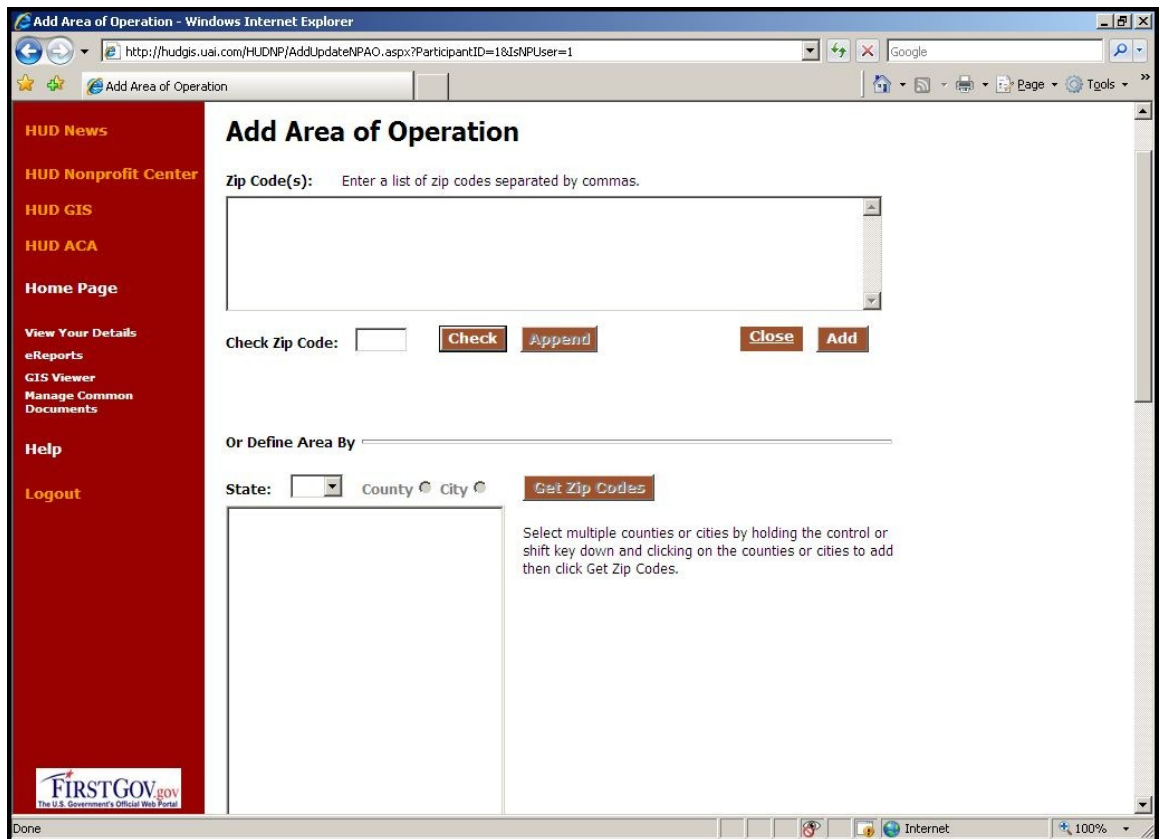 Add Area of Operation - Windows Internet Explorer
http://hudgis.uai.com/HUDNP/AddUpdateNPAO.aspx?ParticipantID=1&IsNPUser=1
Google
Add Area of Operation
Page
Tools
»
HUD News
HUD Nonprofit Center
HUD GIS
HUD ACA
Home Page
View Your Details
eReports
GIS Viewer
Manage Common
Documents
Help
Logout
FIRSTGOV.gov
The U.S. Government's Official Web Portal
Add Area of Operation
Zip Code(s): Enter a list of zip codes separated by commas.
Check Zip Code: Check Append Close Add
Or Define Area By
State: County City Get Zip Codes
Select multiple counties or cities by holding the control or
shift key down and clicking on the counties or cities to add
then click Get Zip Codes.
Done
Internet
100%